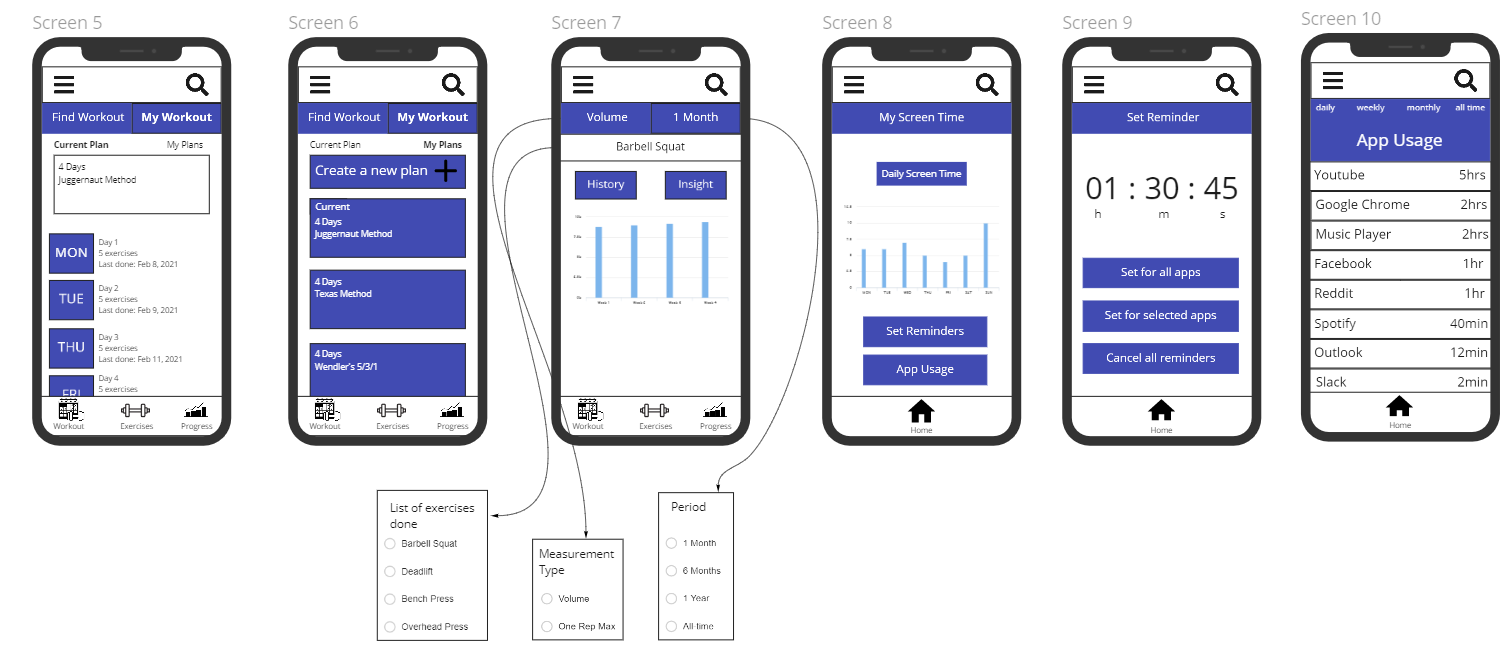 Screen 5
Find Workout
My Workout
Current Plan
My Plans
4 Days
Juggernaut Method
MON
Day 1
5 exercises
Last done: Feb 8, 2021
TUE
Day 2
5 exercises
Last done: Feb 9, 2021
THU
Day 3
5 exercises
Last done: Feb 11, 2021
FRI
Day 4
5 exercises
Workout
Exercises
Progress
Screen 6
Find Workout
My Workout
Current Plan
My Plans
Create a new plan
Current
4 Days
Juggernaut Method
4 Days
Texas Method
4 Days
Wendler's 5/3/1
Workout
Exercises
Progress
Screen 7
Volume
1 Month
Barbell Squat
History
Insight
Week 1
Week 2
Week 3
Week 4
Workout
Exercises
Progress
List of exercises
done
Barbell Squat
Deadlift
Bench Press
Overhead Press
Measurement
Type
Volume
One Rep Max
Period
1 Month
6 Months
1 Year
All-time
Screen 8
My Screen Time
Daily Screen Time
MON
TUE
WED
THU
FRI
SAT
SUN
Set Reminders
App Usage
Home
Screen 9
Set Reminder
01 : 30 : 45
h m s
Set for all apps
Set for selected apps
Cancel all reminders
Home
Screen 10
daily weekly monthly all time
App Usage
Youtube 5hrs
Google Chrome 2hrs
Music Player 2hrs
Facebook 1hr
Reddit 1hr
Spotify 40min
Outlook 12min
Slack 2min
Home